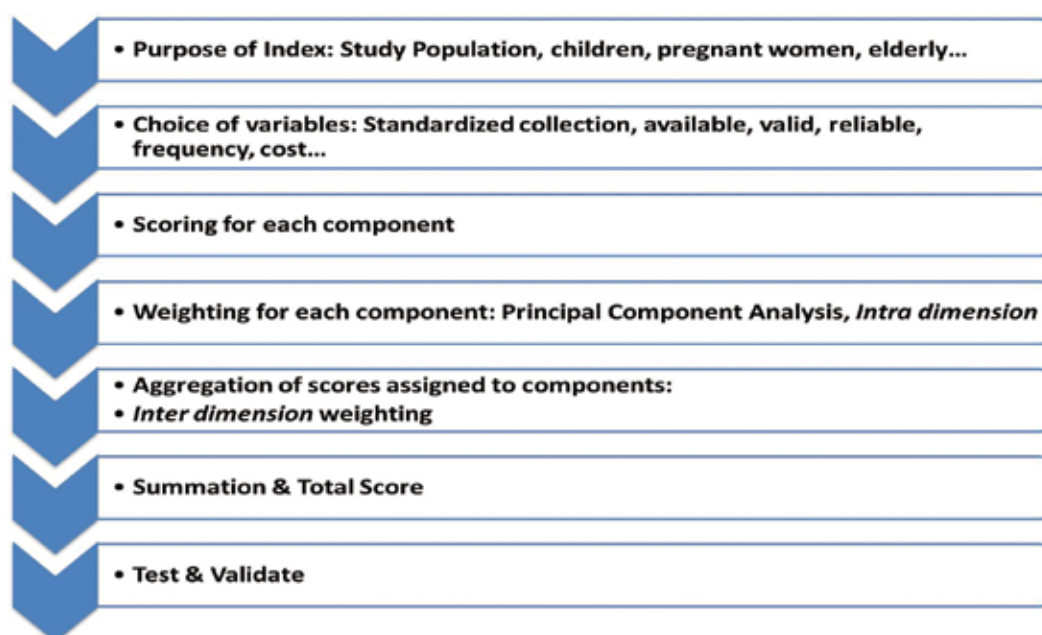 • Purpose of Index: Study Population, children, pregnant women, elderly...
• Choice of variables: Standardized collection, available, valid, reliable,
frequency, cost...
• Scoring for each component
• Weighting for each component: Principal Component Analysis, Intra dimension
• Aggregation of scores assigned to components:
• Inter dimension weighting
• Summation & Total Score
• Test & Validate